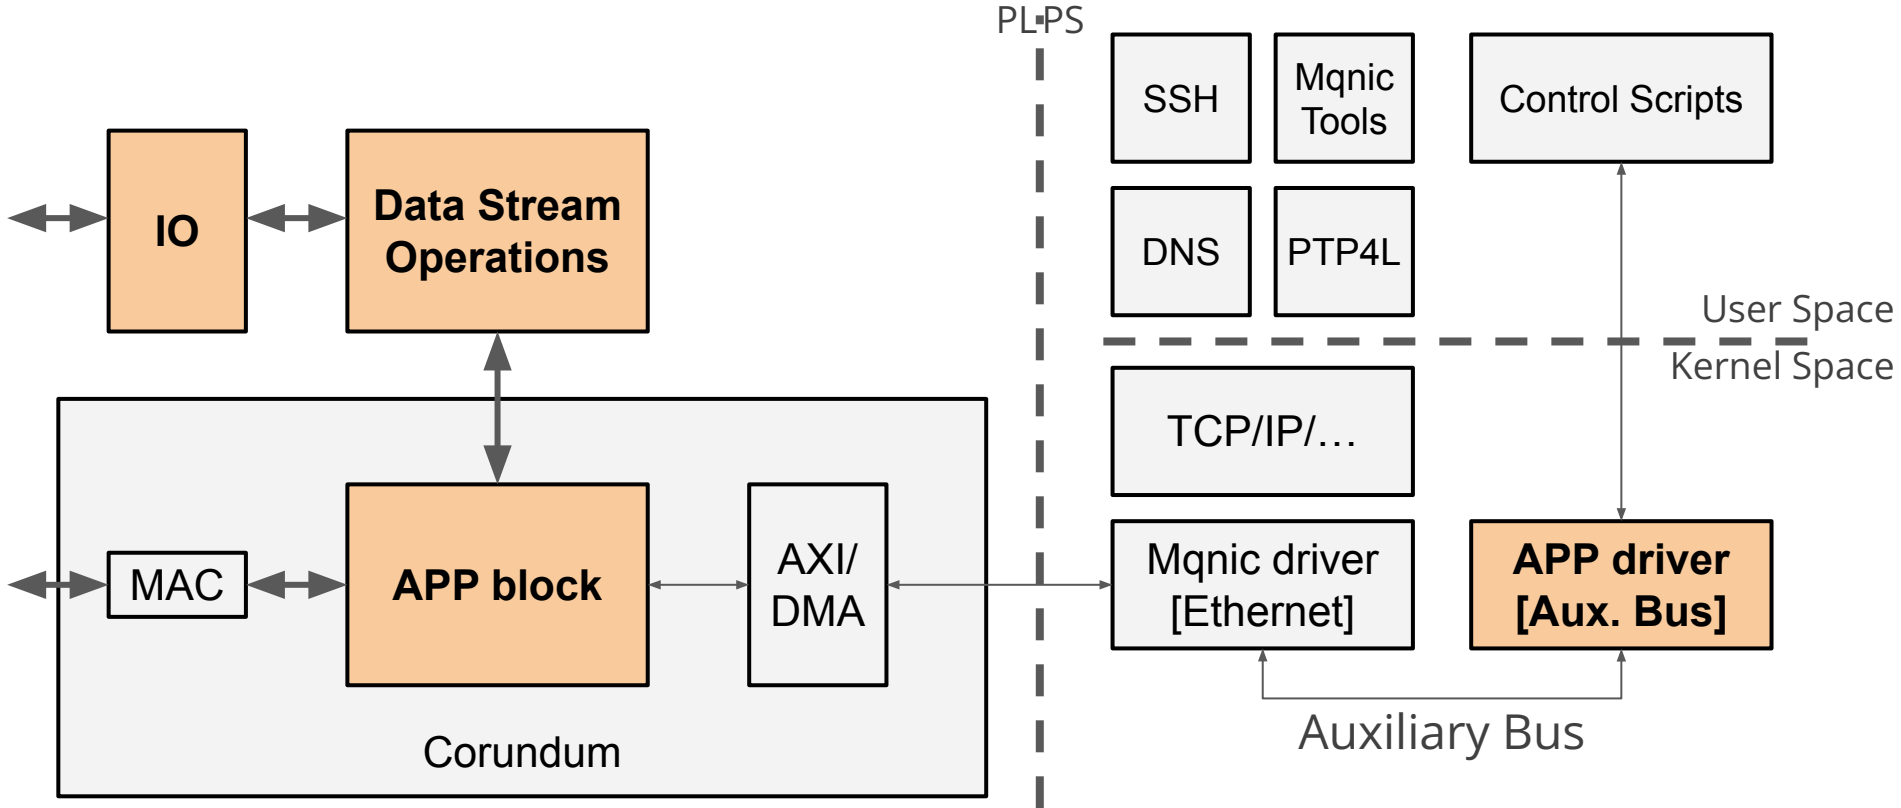 PL PS
SSH
Mqnic
Tools
Control Scripts
IO
Data Stream
Operations
DNS
PTP4L
User Space
Kernel Space
TCP/IP/…
MAC
APP block
AXI/
DMA
Mqnic driver
[Ethernet]
APP driver
[Aux. Bus]
Corundum
Auxiliary Bus